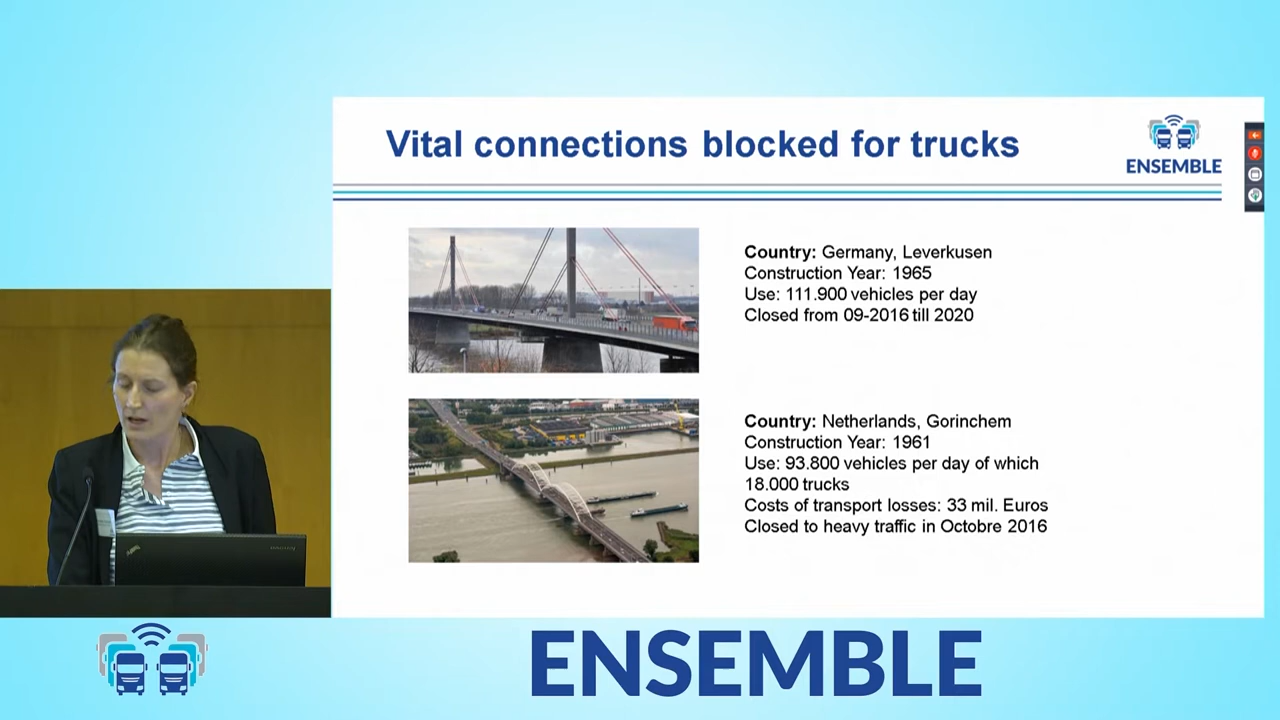 Vital connections blocked for trucks
ENSEMBLE
Country: Germany, Leverkusen
Construction Year: 1965
Use: 111.900 vehicles per day
Closed from 09-2016 till 2020
Country: Netherlands, Gorinchem
Construction Year: 1961
Use: 93.800 vehicles per day of which
18.000 trucks
Costs of transport losses: 33 mil. Euros
Closed to heavy traffic in Octobre 2016
ENSEMBLE